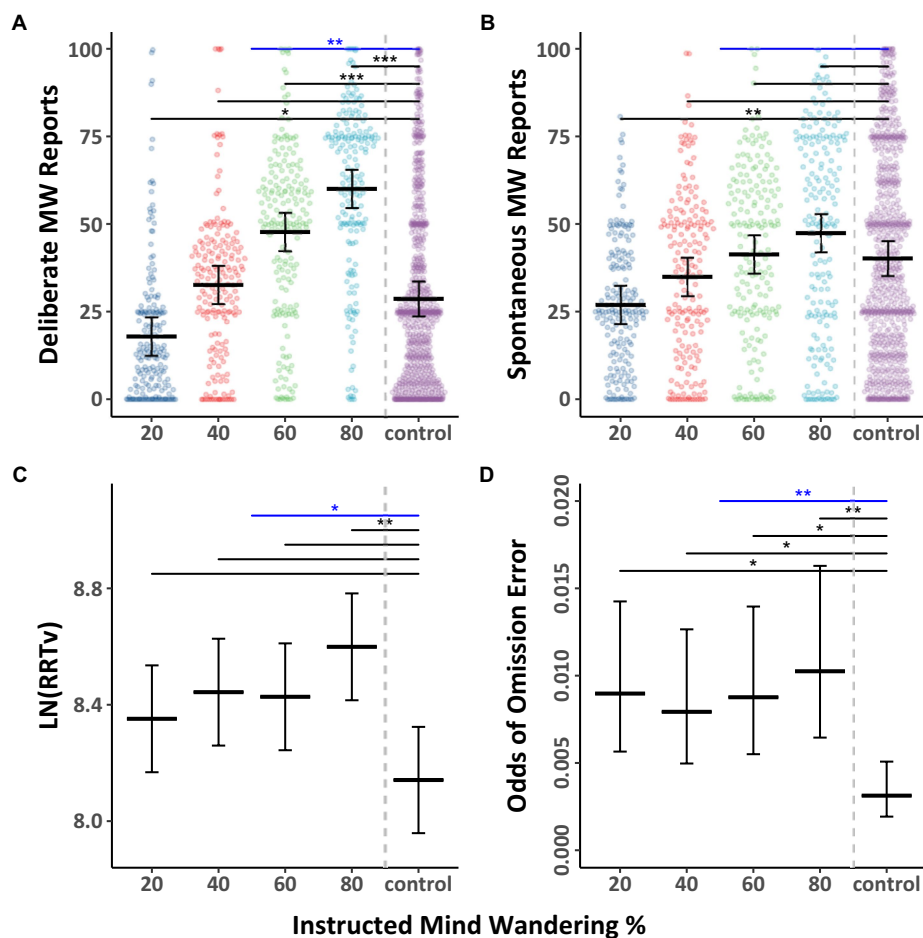 A
Deliberate MW Reports
100
75
50
25
0
**
***
***
*
20 40 60 80 control
B
Spontaneous MW Reports
100
75
50
25
0
**
20 40 60 80 control
C
LN(RRTv)
8.8
8.4
8.0
*
**
20 40 60 80 control
D
Odds of Omission Error
0.020
0.015
0.010
0.005
0.000
**
**
*
*
*
20 40 60 80 control
Instructed Mind Wandering %